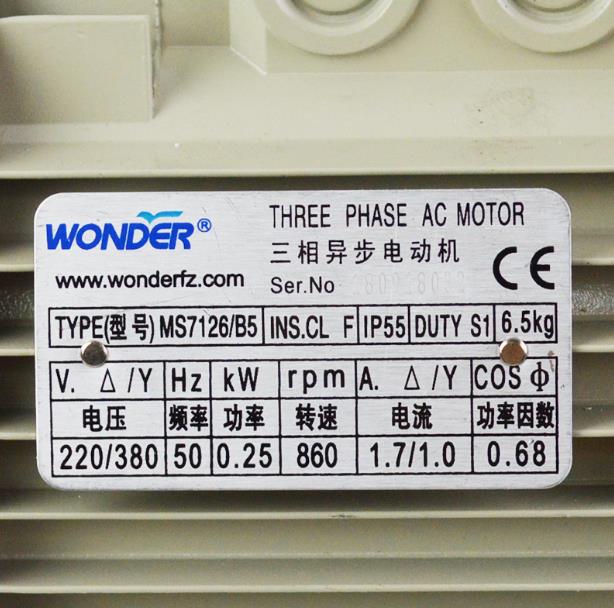 WONDER®
THREE PHASE AC MOTOR
三相异步电动机
www.wonderfz.com
Ser.No
CE
TYPE(型号) MS7126/B5 INS.CL F IP55 DUTY S1 6.5kg
V. Δ/Y Hz kW rpm A. Δ/Y COS ф
电压 频率 功率 转速 电流 功率因数
220/380 50 0.25 860 1.7/1.0 0.68